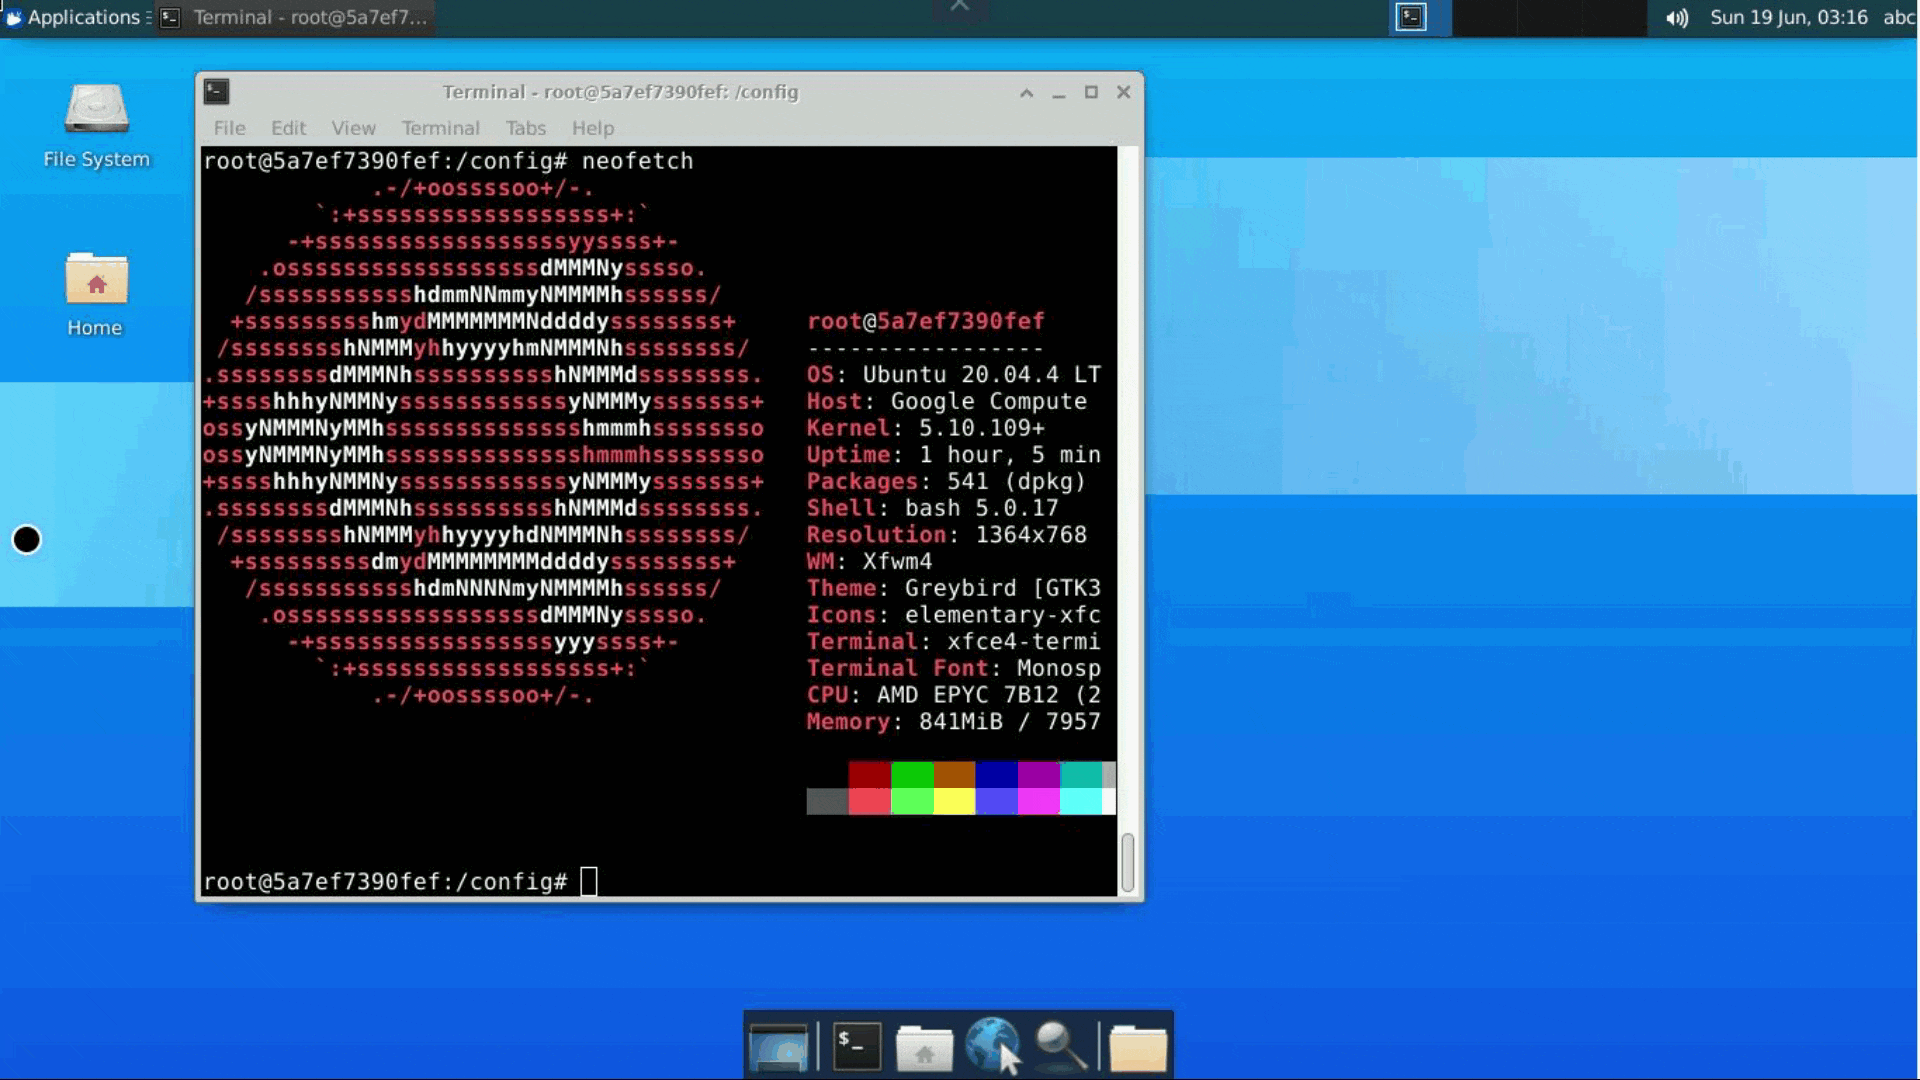 Applications
Terminal - root@5a7ef7...
Sun 19 Jun, 03:16
abc
File System
Home
Terminal - root@5a7ef7390fef: /config
File Edit View Terminal Tabs Help
root@5a7ef7390fef:/config# neofetch
.-/+oossssoo+/-.
`:+ssssssssssssssssss+:`
-+ssssssssssssssssssyyssss+-
.ossssssssssssssssssdMMMNysssso.
/ssssssssssshdmmNNmmyNMMMMhssssss/
+ssssssssshmydMMMMMMMNddddyssssssss+
/sssssssshNMMMyhhyyyyhmNMMMNhssssssss/
.ssssssssdMMMNhsssssssssshNMMMdssssssss.
+sssshhhyNMMNyssssssssssssyNMMMysssssss+
ossyNMMMNyMMhsssssssssssssshmmmhssssssso
ossyNMMMNyMMhsssssssssssssshmmmhssssssso
+sssshhhyNMMNyssssssssssssyNMMMysssssss+
.ssssssssdMMMNhsssssssssshNMMMdssssssss.
/sssssssshNMMMyhhyyyyhdNMMMNhssssssss/
+sssssssssdmydMMMMMMMMddddyssssssss+
/ssssssssssshdmNNNNmyNMMMMhssssss/
.ossssssssssssssssssdMMMNysssso.
-+sssssssssssssssssyyyssss+-
`:+ssssssssssssssssss+:`
.-/+oossssoo+/-.
root@5a7ef7390fef
-----------------
OS: Ubuntu 20.04.4 LT
Host: Google Compute
Kernel: 5.10.109+
Uptime: 1 hour, 5 min
Packages: 541 (dpkg)
Shell: bash 5.0.17
Resolution: 1364x768
WM: Xfwm4
Theme: Greybird [GTK3
Icons: elementary-xfc
Terminal: xfce4-termi
Terminal Font: Monosp
CPU: AMD EPYC 7B12 (2
Memory: 841MiB / 7957
root@5a7ef7390fef:/config#